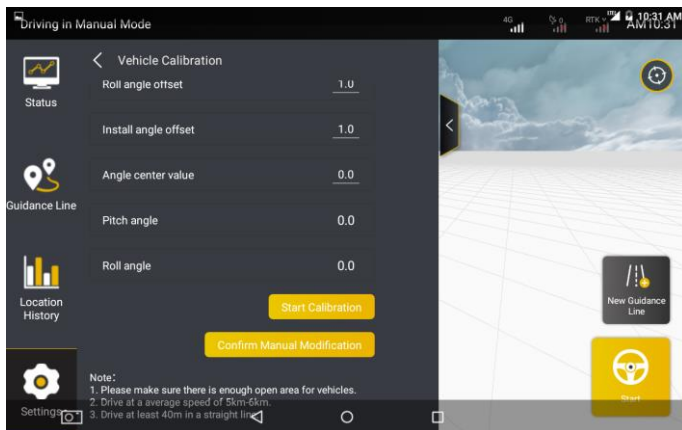 Driving in Manual Mode
4G
RTK
10:31 AM
AM10:31
Status
Vehicle Calibration
Roll angle offset 1.0
Install angle offset 1.0
Guidance Line
Angle center value 0.0
Pitch angle 0.0
Roll angle 0.0
Location
History
Start Calibration
New Guidance
Line
Confirm Manual Modification
Note:
1. Please make sure there is enough open area for vehicles.
2. Drive at a average speed of 5km-6km.
3. Drive at least 40m in a straight line
Settings
Start